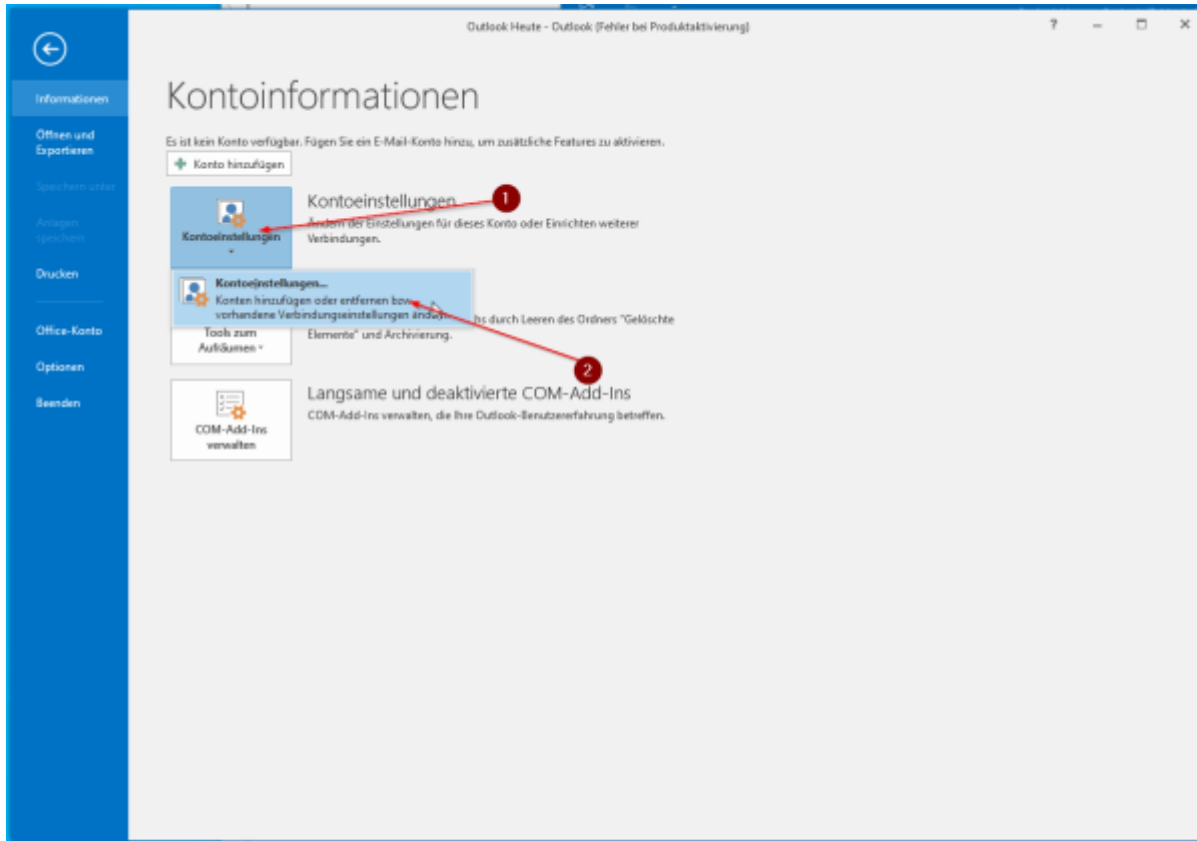 Outlook Heute - Outlook (Fehler bei Produktaktivierung)
?
Informationen
Öffnen und
Exportieren
Speichern unter
Anlagen
speichern
Drucken
Office-Konto
Optionen
Beenden
Kontoinformationen
Es ist kein Konto verfügbar. Fügen Sie ein E-Mail-Konto hinzu, um zusätzliche Features zu aktivieren.
Konto hinzufügen
Kontoeinstellungen
Kontoeinstellungen
1
Ändern der Einstellungen für dieses Konto oder Einrichten weiterer
Verbindungen.
Kontoeinstellungen...
Konten hinzufügen oder entfernen bzw.
vorhandene Verbindungseinstellungen
durch Leeren des Ordners "Gelöschte
Elemente" und Archivierung.
Tools zum
Aufräumen
2
COM-Add-Ins
verwalten
Langsame und deaktivierte COM-Add-Ins
COM-Add-Ins verwalten, die Ihre Outlook-Benutzererfahrung betreffen.